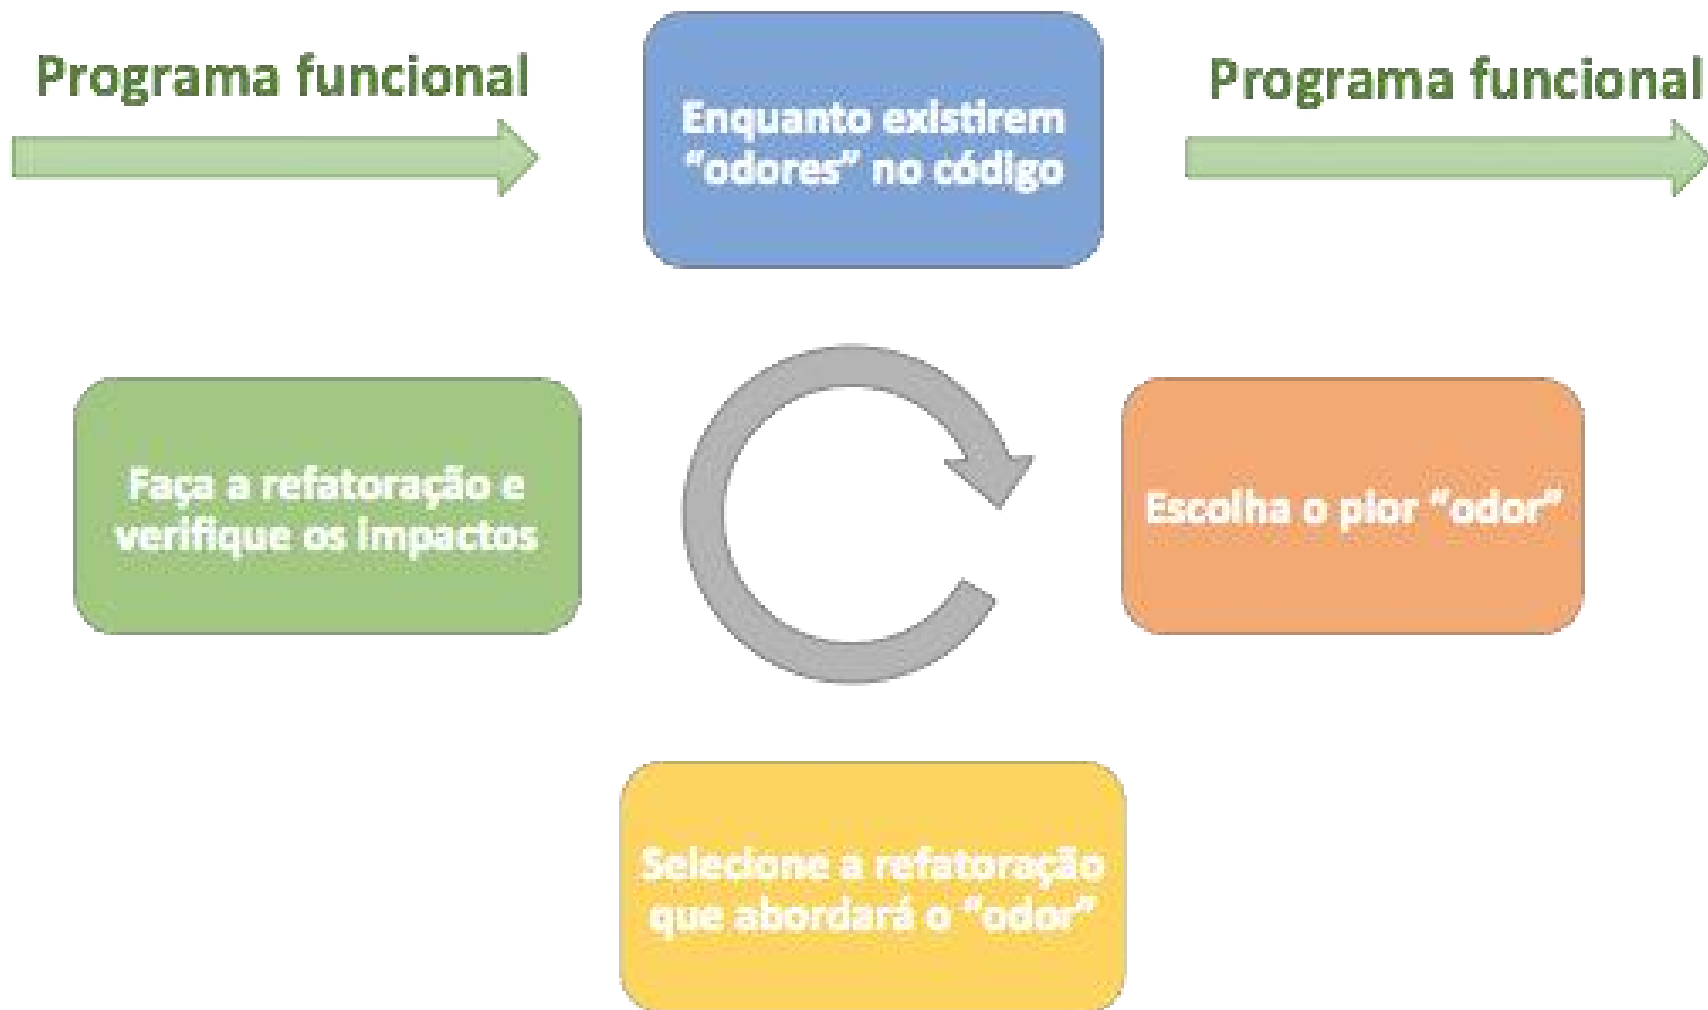 Programa funcional
Enquanto existirem
“odores” no código
Programa funcional
Faça a refatoração e
verifique os impactos
Escolha o pior “odor”
Selecione a refatoração
que abordará o “odor”